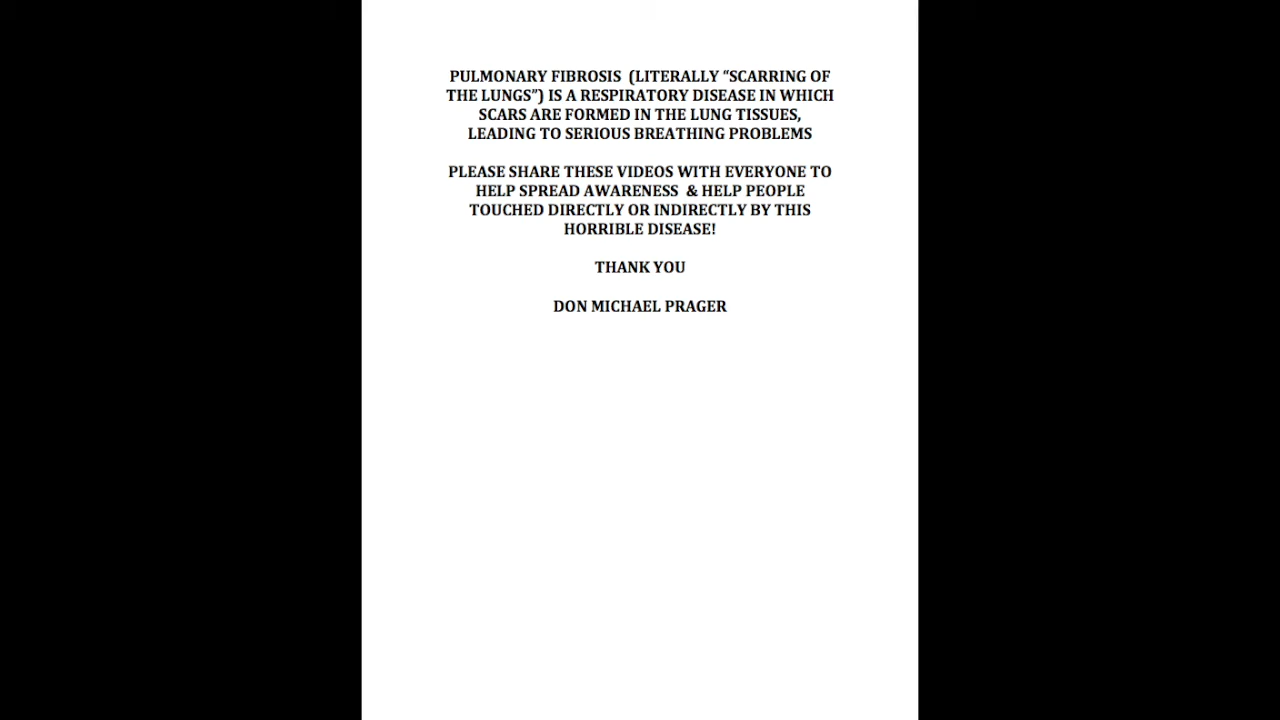 PULMONARY FIBROSIS  (LITERALLY “SCARRING OF
THE LUNGS”) IS A RESPIRATORY DISEASE IN WHICH
SCARS ARE FORMED IN THE LUNG TISSUES,
LEADING TO SERIOUS BREATHING PROBLEMS
PLEASE SHARE THESE VIDEOS WITH EVERYONE TO
HELP SPREAD AWARENESS  & HELP PEOPLE
TOUCHED DIRECTLY OR INDIRECTLY BY THIS
HORRIBLE DISEASE!
THANK YOU
DON MICHAEL PRAGER